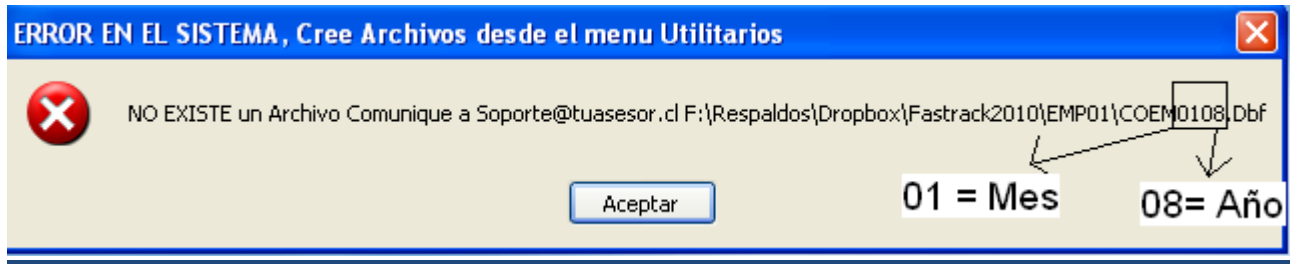 ERROR EN EL SISTEMA, Cree Archivos desde el menu Utilitarios
NO EXISTE un Archivo Comunique a Soporte@tuasesor.cl F:\Respaldos\Dropbox\Fastrack2010\EMP01\COEM0108.Dbf
Aceptar
01 = Mes
08= Año